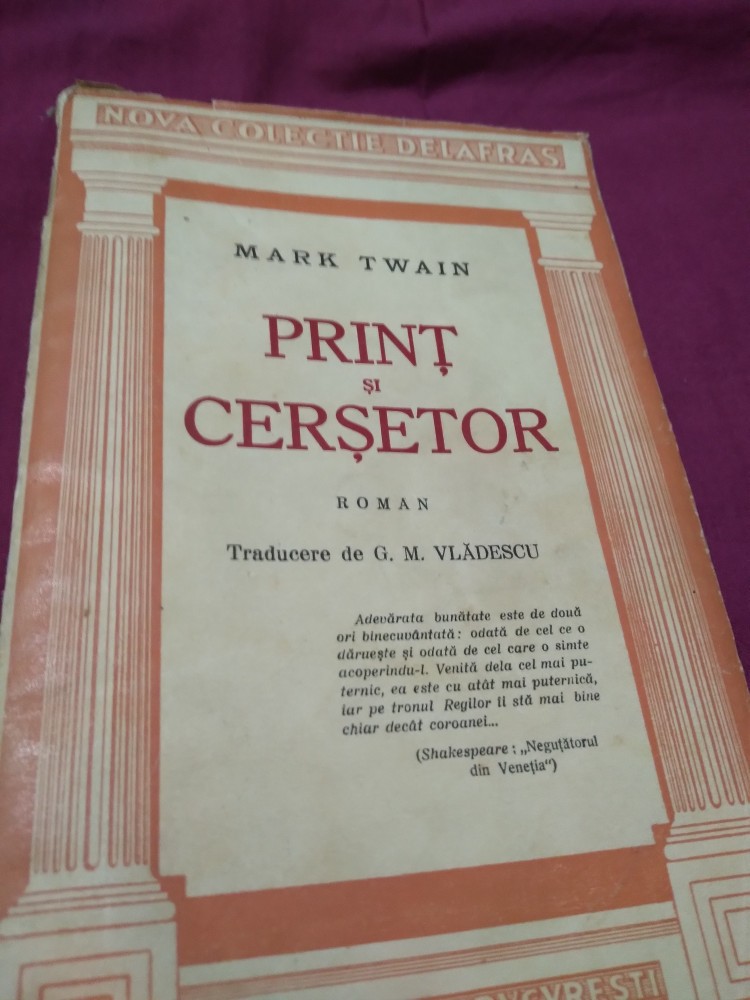 NOVA COLECTIE DELAFRAS
MARK TWAIN
PRINȚ
ȘI
CERȘETOR
ROMAN
Traducere de G. M. VLĂDESCU
Adevărata bunătate este de două
ori binecuvântată: odată de cel ce o
dăruește și odată de cel care o simte
acoperindu-l. Venită dela cel mai pu-
ternic, ea este cu atât mai puternică,
iar pe tronul Regilor îi stă mai bine
chiar decât coroanei...
(Shakespeare: „Neguțătorul
din Veneția")